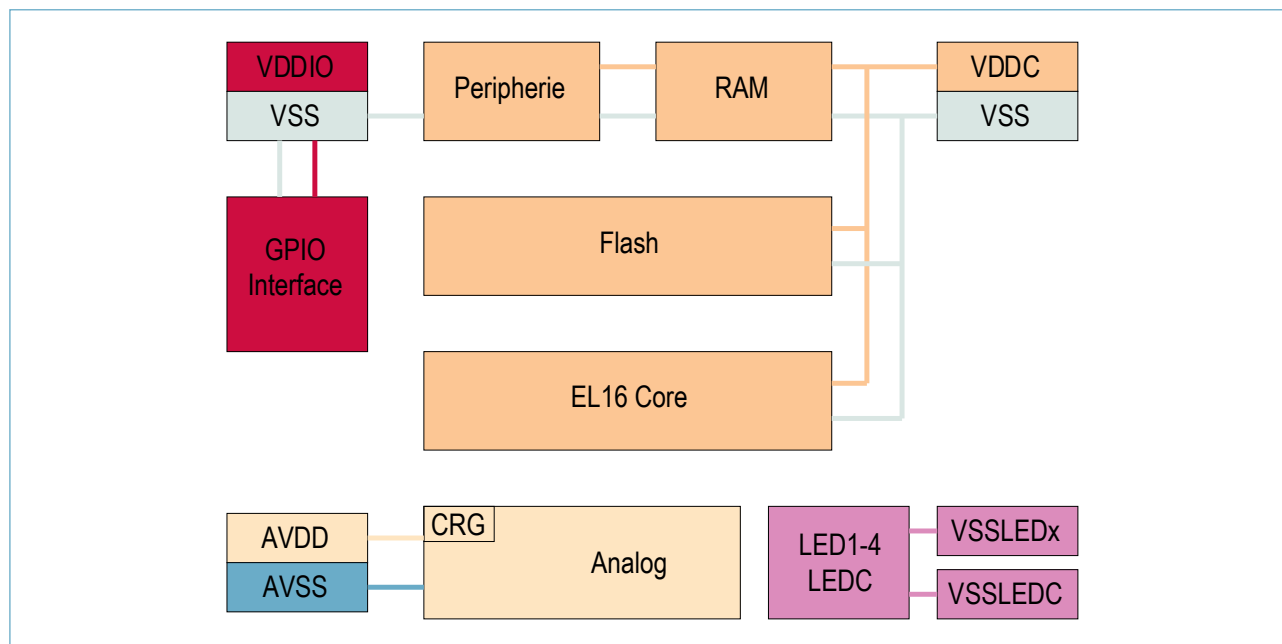 VDDIO
VSS
Peripherie
RAM
VDDC
VSS
GPIO
Interface
Flash
EL16 Core
AVDD
AVSS
CRG
Analog
LED1-4
LEDC
VSSLEDx
VSSLEDC